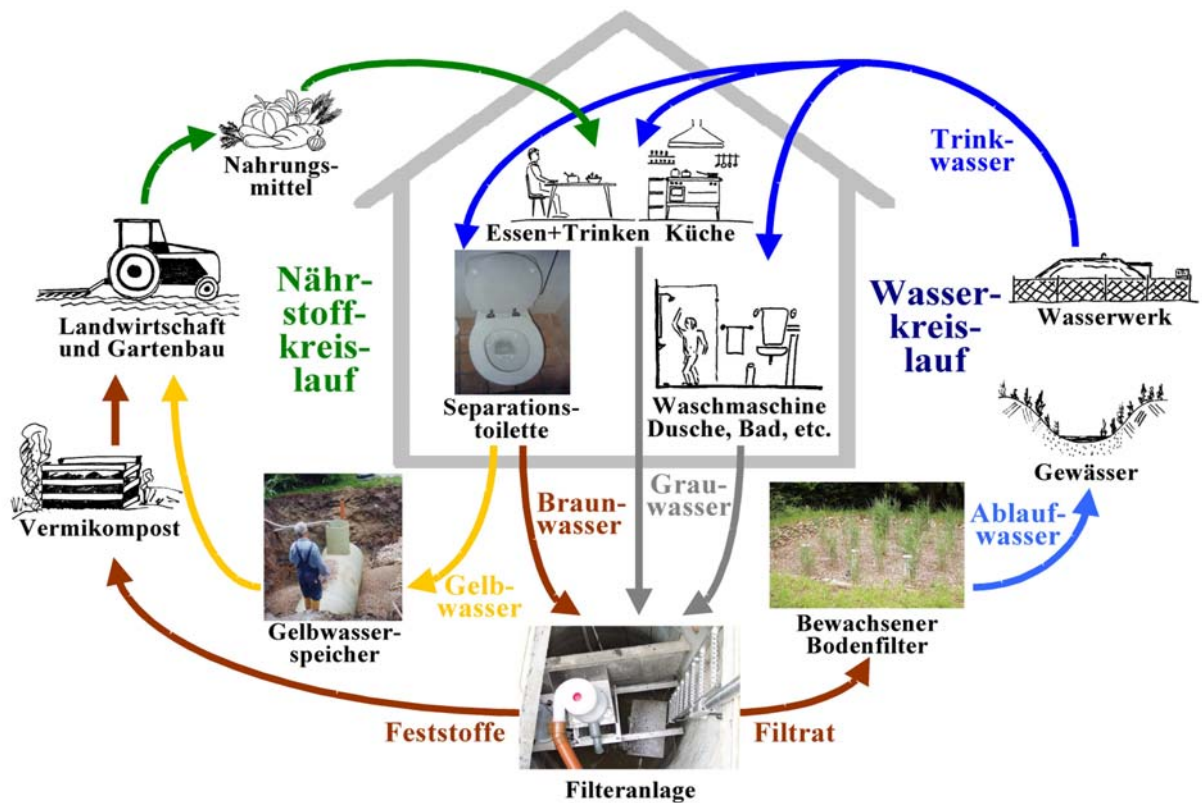 Nahrungs-
mittel
Trink-
wasser
Essen+Trinken
Küche
Nähr-
stoff-
kreis-
lauf
Wasser-
kreis-
lauf
Landwirtschaft
und Gartenbau
Wasserwerk
Separations-
toilette
Waschmaschine
Dusche, Bad, etc.
Gewässer
Vermikompost
Braun-
wasser
Grau-
wasser
Ablauf-
wasser
Gelb-
wasser
Gelbwasser-
speicher
Bewachsener
Bodenfilter
Feststoffe
Filtrat
Filteranlage